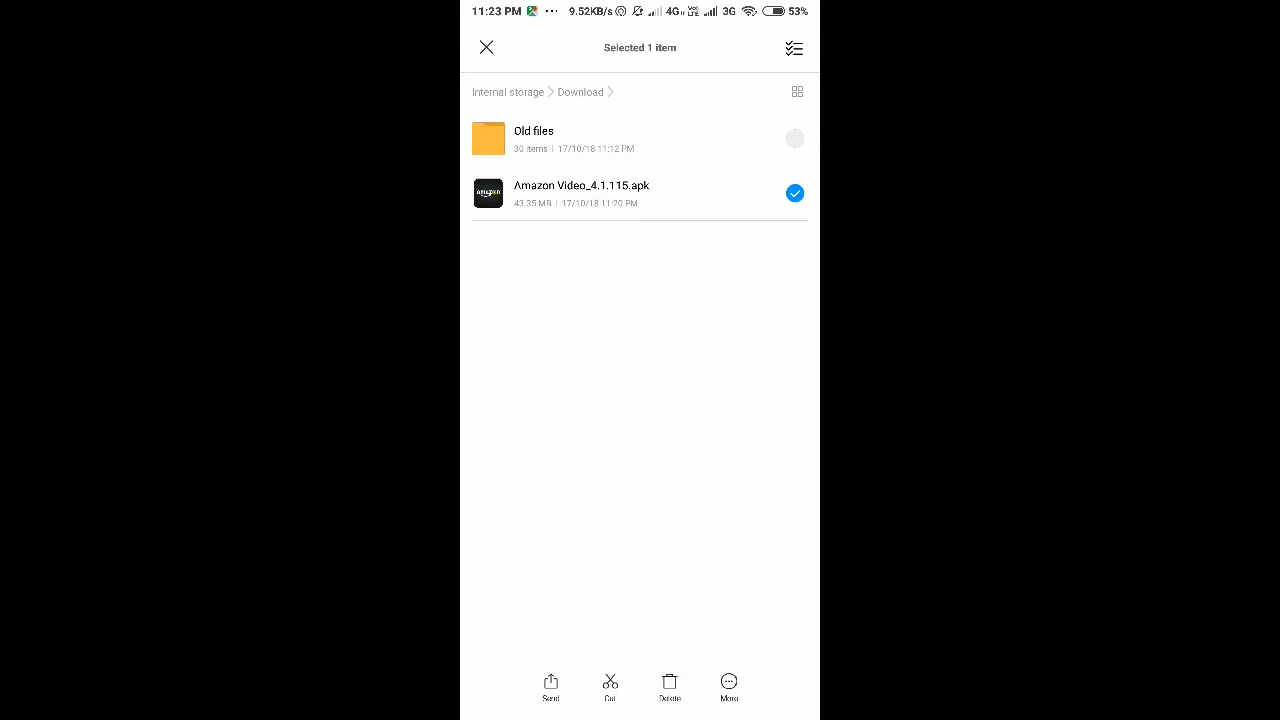 11:23 PM ... 9.52KB/s 4G 3G 53%
Selected 1 item
Internal storage > Download >
Old files
30 items | 17/10/18 11:12 PM
amazon
Amazon Video_4.1.115.apk
43.35 MB | 17/10/18 11:20 PM
Send Cut Delete More